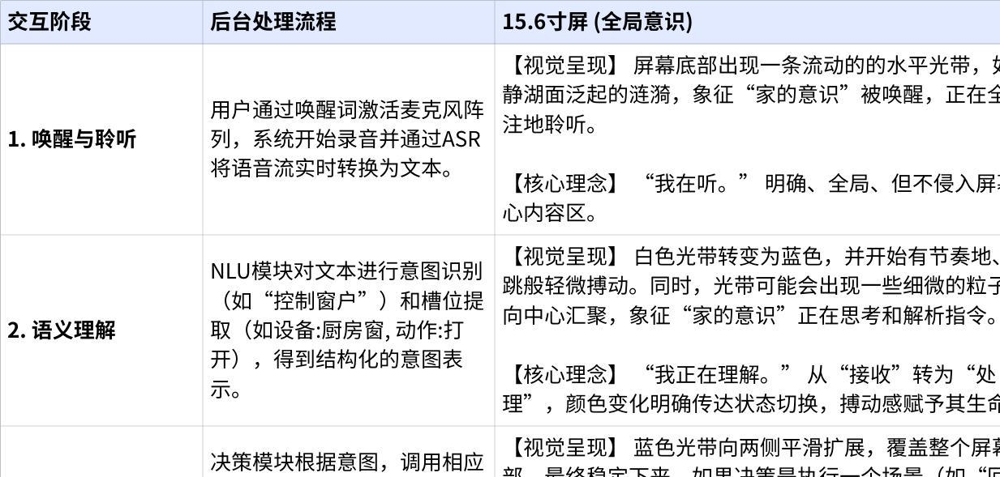 交互阶段
后台处理流程
15.6寸屏 (全局意识)
1. 唤醒与聆听
用户通过唤醒词激活麦克风阵
列，系统开始录音并通过ASR
将语音流实时转换为文本。
【视觉呈现】 屏幕底部出现一条流动的的水平光带，如
静湖面泛起的涟漪，象征“家的意识”被唤醒，正在全
注地聆听。
【核心理念】 “我在听。” 明确、全局、但不侵入屏幕
心内容区。
2. 语义理解
NLU模块对文本进行意图识别
（如“控制窗户”）和槽位提
取（如设备:厨房窗, 动作:打
开），得到结构化的意图表
示。
【视觉呈现】 白色光带转变为蓝色，并开始有节奏地、
跳般轻微搏动。同时，光带可能会出现一些细微的粒子
向中心汇聚，象征“家的意识”正在思考和解析指令。
【核心理念】 “我正在理解。” 从“接收”转为“处
理”，颜色变化明确传达状态切换，搏动感赋予其生命
决策模块根据意图，调用相应
【视觉呈现】 蓝色光带向两侧平滑扩展，覆盖整个屏幕
部，最终稳定下来。如果决策是执行一个场景（如“回